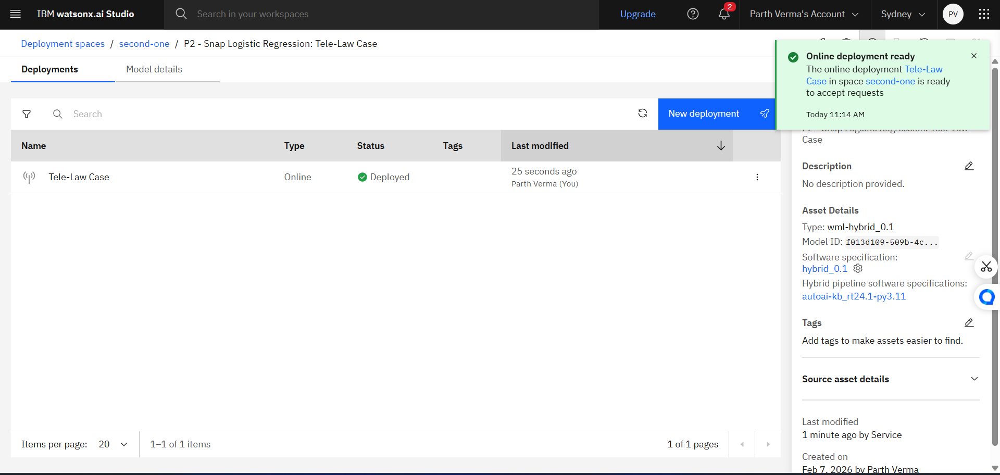 IBM watsonx.ai Studio
Search in your workspaces
Upgrade
2
Parth Verma's Account
Sydney
PV
Deployment spaces / second-one / P2 - Snap Logistic Regression: Tele-Law Case
Online deployment ready
The online deployment Tele-Law
Case in space second-one is ready
to accept requests
Today 11:14 AM
Deployments
Model details
Search
New deployment
P2 - Snap Logistic Regression: Tele-Law
Case
Name
Type
Status
Tags
Last modified
Tele-Law Case
Online
Deployed
25 seconds ago
Parth Verma (You)
Description
No description provided.
Asset Details
Type: wml-hybrid_0.1
Model ID: f013d109-509b-4c...
Software specification:
hybrid_0.1
Hybrid pipeline software specifications:
autoai-kb_rt24.1-py3.11
Tags
Add tags to make assets easier to find.
Source asset details
Last modified
1 minute ago by Service
Created on
Feb 7, 2026 by Parth Verma
Items per page: 20
1–1 of 1 items
1 of 1 pages